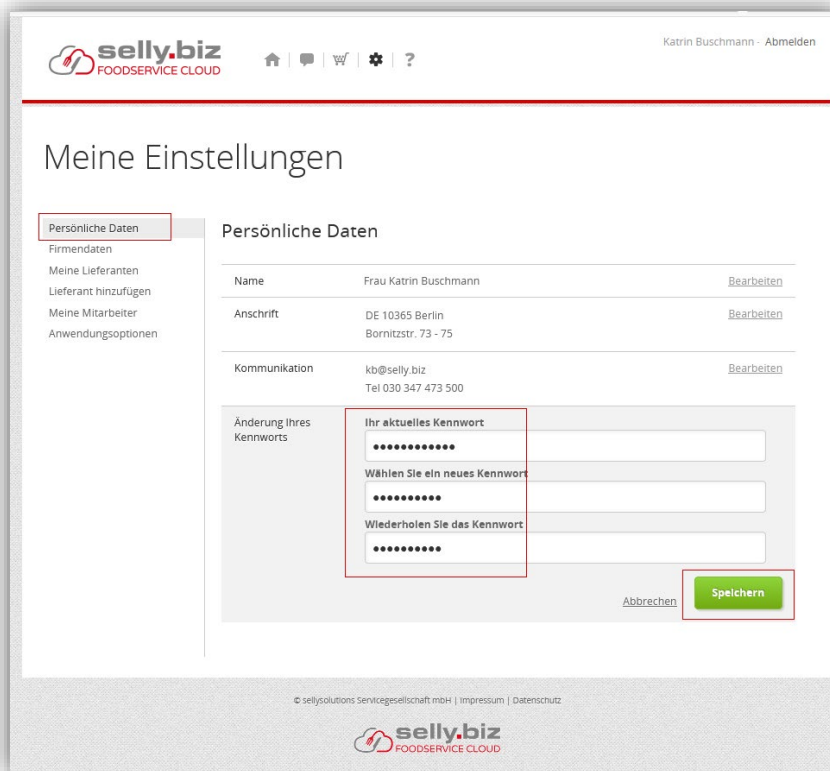 selly.biz
FOODSERVICE CLOUD
?
Katrin Buschmann - Abmelden
Meine Einstellungen
Persönliche Daten
Firmendaten
Meine Lieferanten
Lieferant hinzufügen
Meine Mitarbeiter
Anwendungsoptionen
Persönliche Daten
Name Frau Katrin Buschmann Bearbeiten
Anschrift DE 10365 Berlin Bearbeiten
Bornitzstr. 73 - 75
Kommunikation kb@selly.biz Bearbeiten
Tel 030 347 473 500
Änderung Ihres
Kennworts
Ihr aktuelles Kennwort
••••••••••••
Wählen Sie ein neues Kennwort
••••••••••
Wiederholen Sie das Kennwort
••••••••••
Abbrechen Speichern
© sellysolutions Servicegesellschaft mbH | Impressum | Datenschutz
selly.biz
FOODSERVICE CLOUD